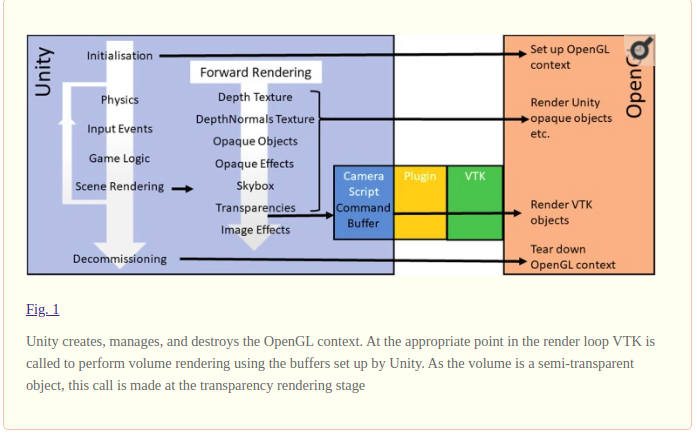 Unity
Initialisation
Physics
Input Events
Game Logic
Scene Rendering
Decommissioning
Forward Rendering
Depth Texture
DepthNormals Texture
Opaque Objects
Opaque Effects
Skybox
Transparencies
Image Effects
Camera
Script
Command
Buffer
Plugin
VTK
Set up OpenGL
context
Render Unity
opaque objects
etc.
Render VTK
objects
Tear down
OpenGL context
Fig. 1
Unity creates, manages, and destroys the OpenGL context. At the appropriate point in the render loop VTK is
called to perform volume rendering using the buffers set up by Unity. As the volume is a semi-transparent
object, this call is made at the transparency rendering stage